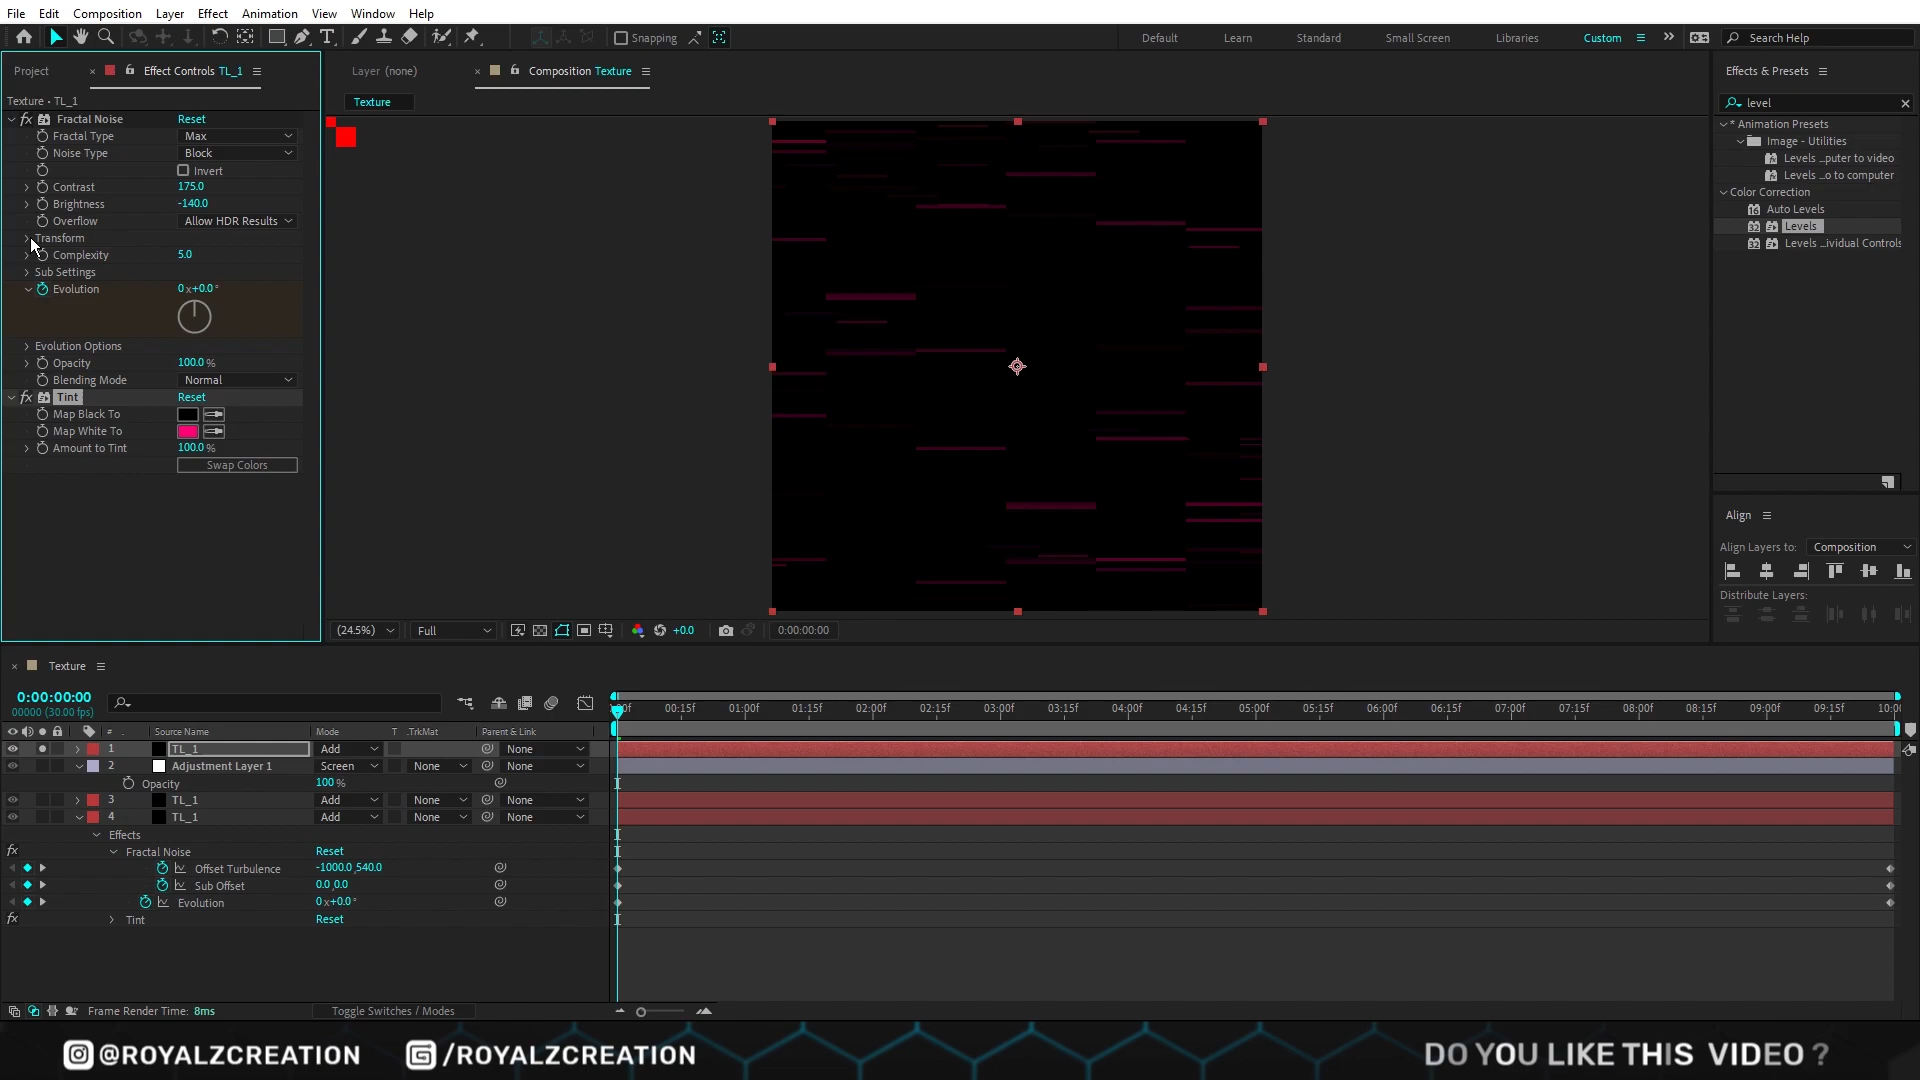 File Edit Composition Layer Effect Animation View Window Help
Snapping
Default Learn Standard Small Screen Libraries Custom
Search Help
Project
Effect Controls TL_1
Layer (none)
Composition Texture
Effects & Presets
Texture • TL_1
Texture
level
Fractal Noise Reset
Fractal Type Max
Noise Type Block
Invert
Contrast 175.0
Brightness -140.0
Overflow Allow HDR Results
Transform
Complexity 5.0
Sub Settings
Evolution 0 x+0.0 °
Evolution Options
Opacity 100.0 %
Blending Mode Normal
Tint Reset
Map Black To
Map White To
Amount to Tint 100.0 %
Swap Colors
* Animation Presets
Image - Utilities
Levels ...puter to video
Levels ...o to computer
Color Correction
Auto Levels
Levels
Levels ...ividual Controls
Align
Align Layers to: Composition
Distribute Layers:
(24.5%) Full +0.0 0:00:00:00
Texture
0:00:00:00
00000 (30.00 fps)
:00f 00:15f 01:00f 01:15f 02:00f 02:15f 03:00f 03:15f 04:00f 04:15f 05:00f 05:15f 06:00f 06:15f 07:00f 07:15f 08:00f 08:15f 09:00f 09:15f 10:00
# . Source Name Mode T .TrkMat Parent & Link
1 TL_1 Add None
2 Adjustment Layer 1 Screen None None
Opacity 100 %
3 TL_1 Add None None
4 TL_1 Add None None
Effects
fx Fractal Noise Reset
Offset Turbulence -1000.0,540.0
Sub Offset 0.0,0.0
Evolution 0 x+0.0 °
fx Tint Reset
Frame Render Time: 8ms
Toggle Switches / Modes
@ROYALZCREATION /ROYALZCREATION DO YOU LIKE THIS VIDEO ?